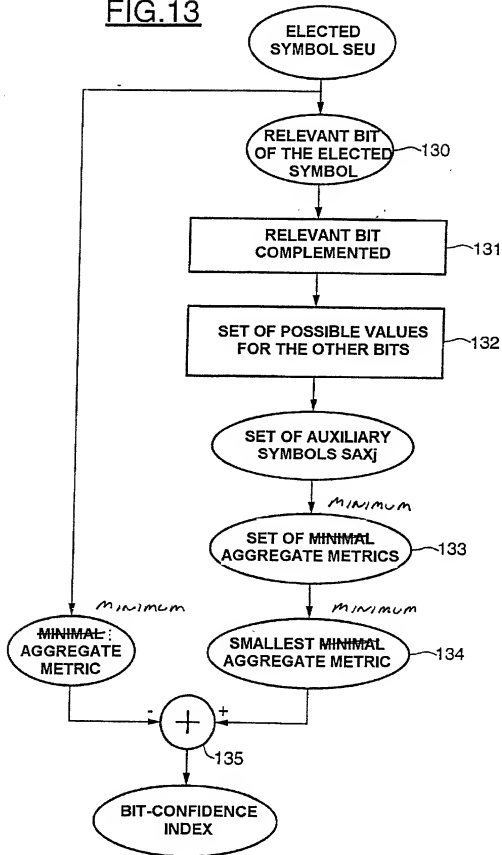 FIG.13
ELECTED
SYMBOL SEU
RELEVANT BIT
OF THE ELECTED
SYMBOL
130
RELEVANT BIT
COMPLEMENTED
131
SET OF POSSIBLE VALUES
FOR THE OTHER BITS
132
SET OF AUXILIARY
SYMBOLS SAXj
MINIMUM
SET OF MINIMAL
AGGREGATE METRICS
133
MINIMUM
MINIMAL
AGGREGATE
METRIC
MINIMUM
SMALLEST MINIMAL
AGGREGATE METRIC
134
-
+
+
135
BIT-CONFIDENCE
INDEX